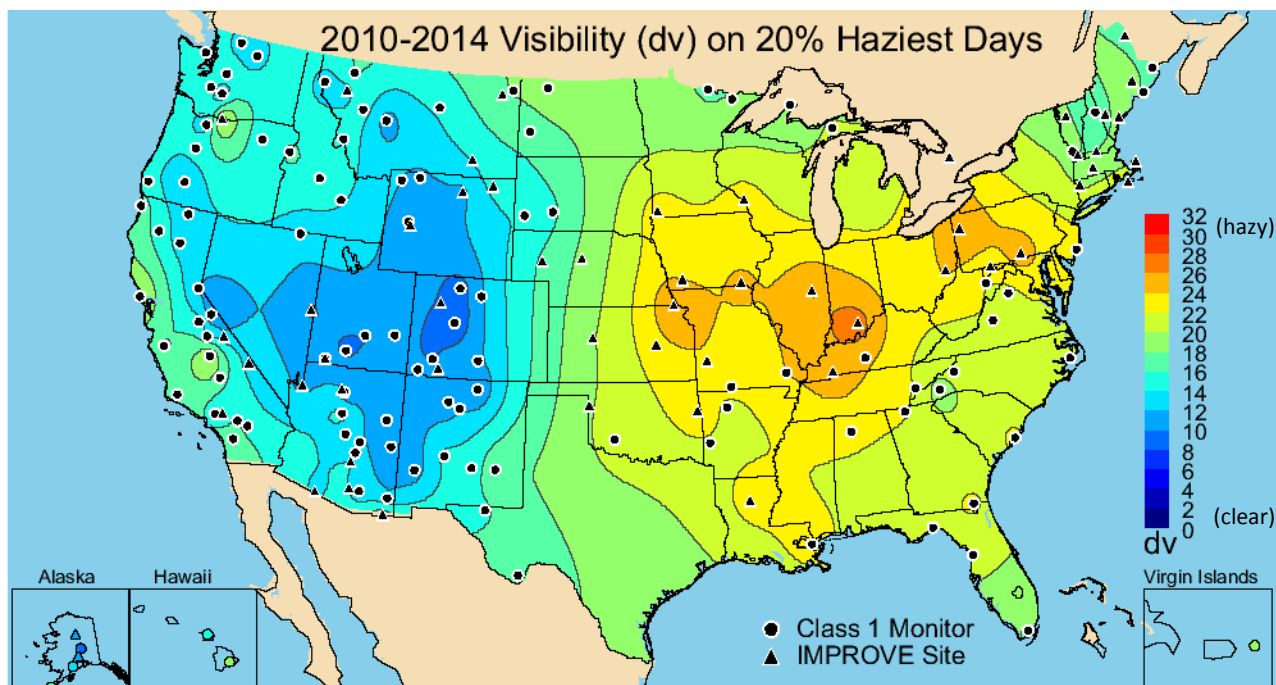 2010-2014 Visibility (dv) on 20% Haziest Days
32 (hazy)
30
28
26
24
22
20
18
16
14
12
10
8
6
4
2 (clear)
0
dv
Alaska
Hawaii
Virgin Islands
Class 1 Monitor
IMPROVE Site